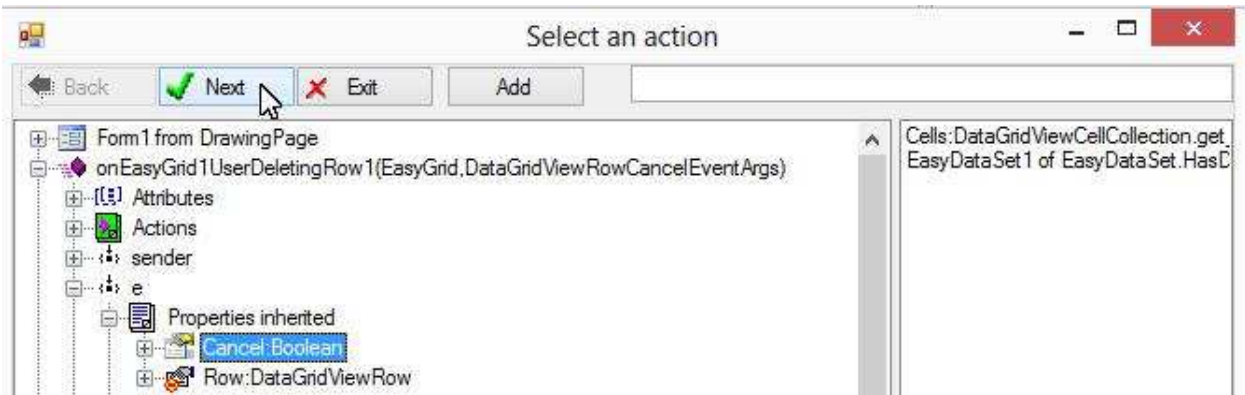 Select an action
Back Next Exit Add
Form1 from DrawingPage
onEasyGrid1UserDeletingRow1(EasyGrid,DataGridViewRowCancelEventArgs)
Attributes
Actions
sender
e
Properties inherited
Cancel:Boolean
Row:DataGridViewRow
Cells:DataGridViewCellCollection.get_
EasyDataSet1 of EasyDataSet.HasD